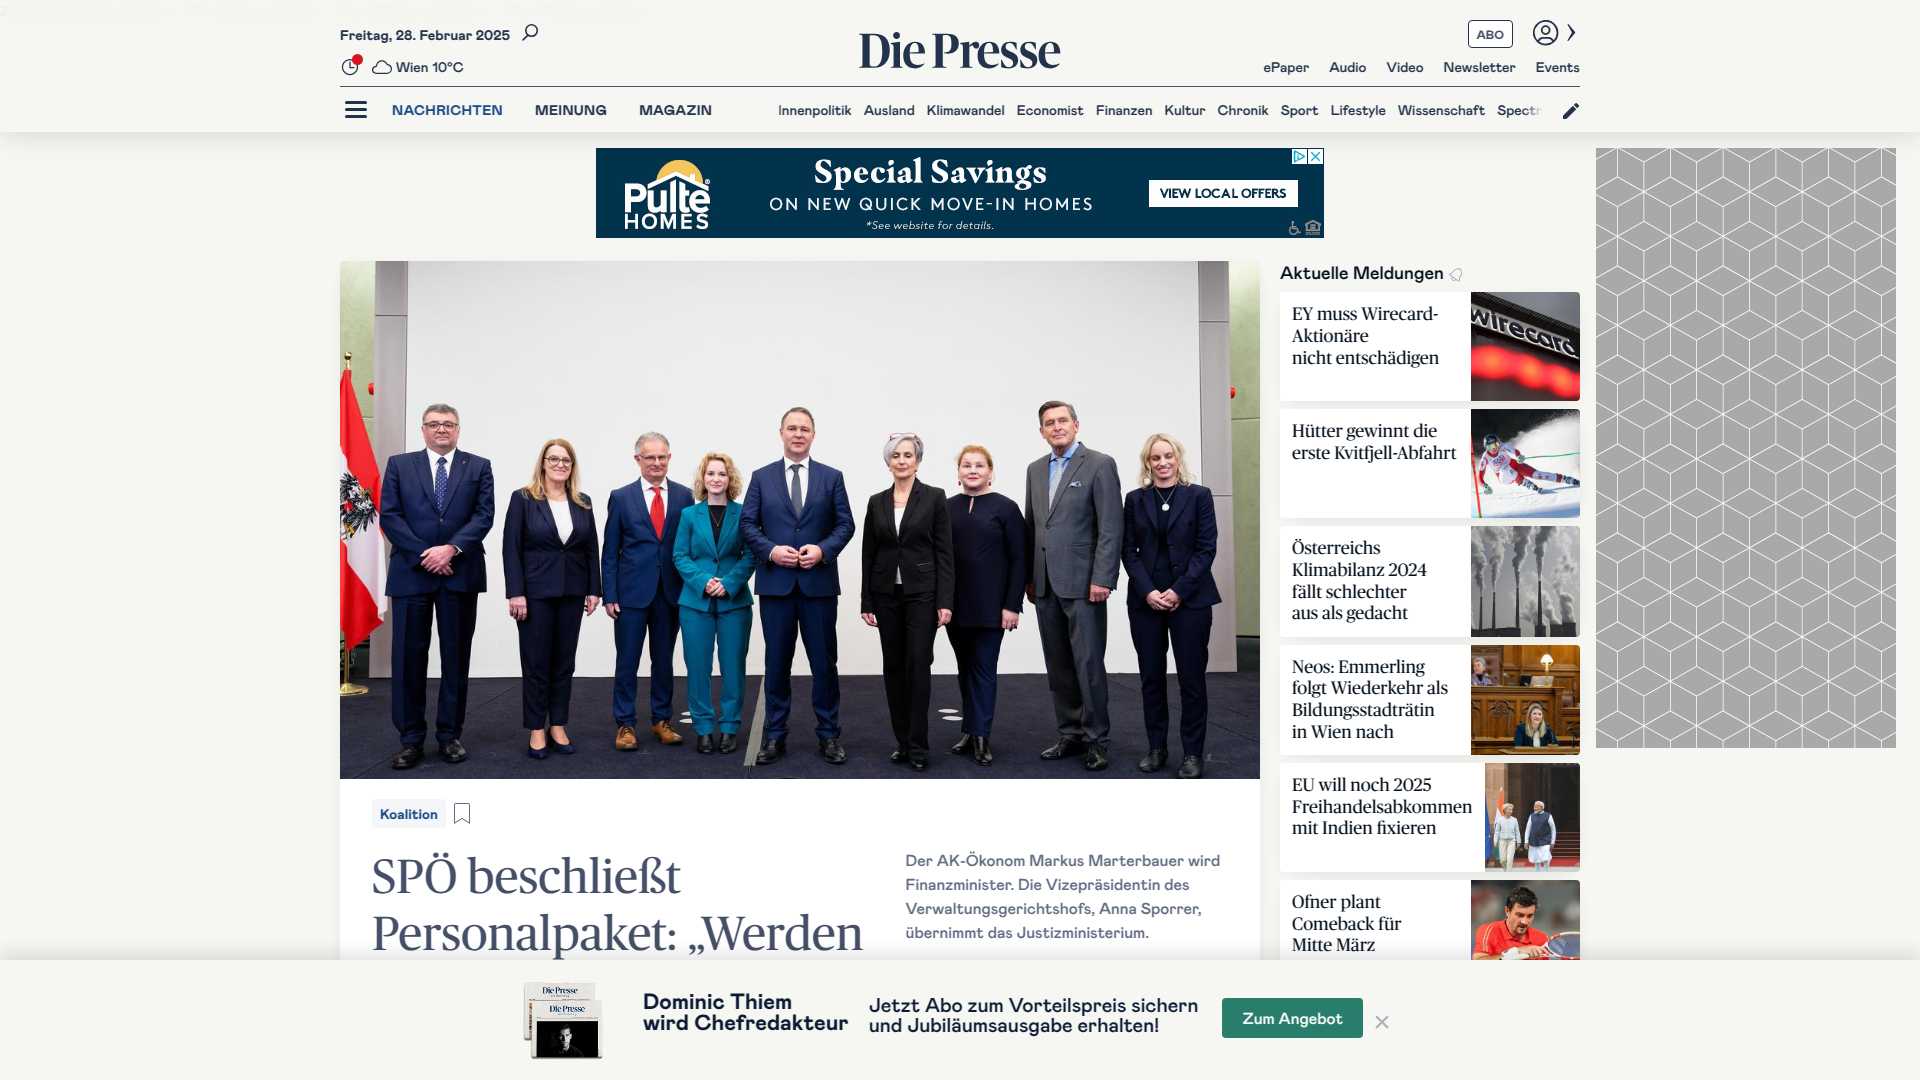 Freitag, 28. Februar 2025
Wien 10°C
Die Presse
ABO
ePaper Audio Video Newsletter Events
NACHRICHTEN MEINUNG MAGAZIN
Innenpolitik Ausland Klimawandel Economist Finanzen Kultur Chronik Sport Lifestyle Wissenschaft Spectr
Pulte
HOMES
Special Savings
ON NEW QUICK MOVE-IN HOMES
*See website for details.
VIEW LOCAL OFFERS
Koalition
SPÖ beschließt
Personalpaket: „Werden
Der AK-Ökonom Markus Marterbauer wird
Finanzminister. Die Vizepräsidentin des
Verwaltungsgerichtshofs, Anna Sporrer,
übernimmt das Justizministerium.
Aktuelle Meldungen
EY muss Wirecard-
Aktionäre
nicht entschädigen
wirecard
Hütter gewinnt die
erste Kvitfjell-Abfahrt
Österreichs
Klimabilanz 2024
fällt schlechter
aus als gedacht
Neos: Emmerling
folgt Wiederkehr als
Bildungsstadträtin
in Wien nach
EU will noch 2025
Freihandelsabkommen
mit Indien fixieren
Ofner plant
Comeback für
Mitte März
Die Presse
Die Presse
Dominic Thiem
wird Chefredakteur
Jetzt Abo zum Vorteilspreis sichern
und Jubiläumsausgabe erhalten!
Zum Angebot